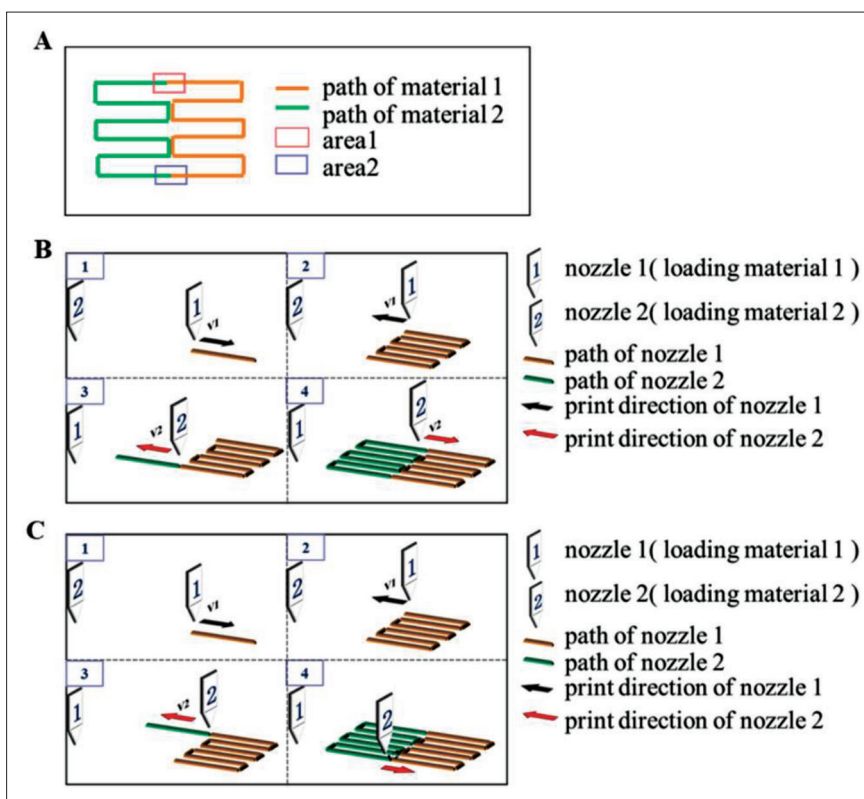 A
path of material 1
path of material 2
area1
area2
B
1
2
2
1
V1
2
1
V1
nozzle 1( loading material 1)
nozzle 2( loading material 2)
path of nozzle 1
path of nozzle 2
print direction of nozzle 1
print direction of nozzle 2
1
2
3
4
1
2
V2
1
2
V2
C
1
2
2
1
V1
2
1
V1
nozzle 1( loading material 1)
nozzle 2( loading material 2)
path of nozzle 1
path of nozzle 2
print direction of nozzle 1
print direction of nozzle 2
1
2
3
4
1
2
V2
1
2